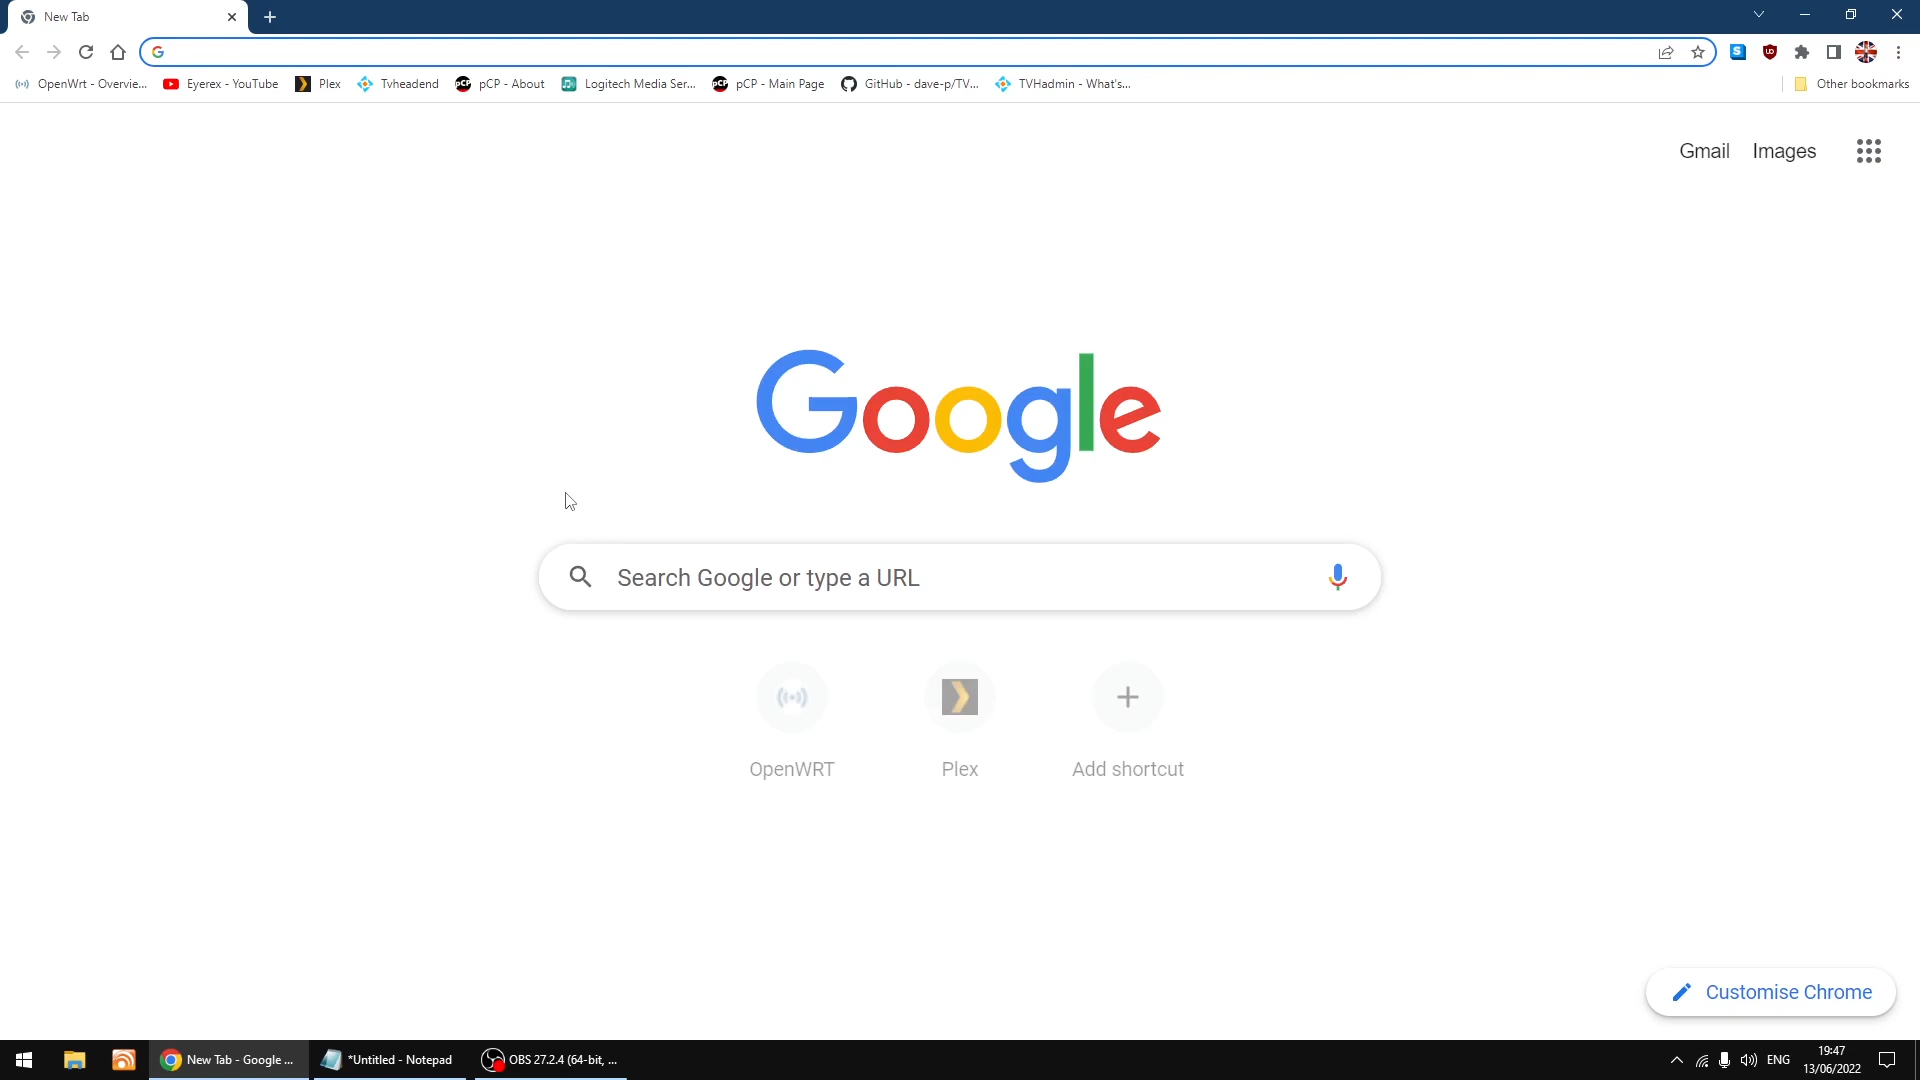 New Tab
OpenWrt - Overvie...
Eyerex - YouTube
Plex
Tvheadend
pCP - About
Logitech Media Ser...
pCP - Main Page
GitHub - dave-p/TV...
TVHadmin - What's...
Other bookmarks
Gmail
Images
Google
Search Google or type a URL
OpenWRT
Plex
Add shortcut
Customise Chrome
New Tab - Google ...
*Untitled - Notepad
OBS 27.2.4 (64-bit, ...
ENG
19:47
13/06/2022